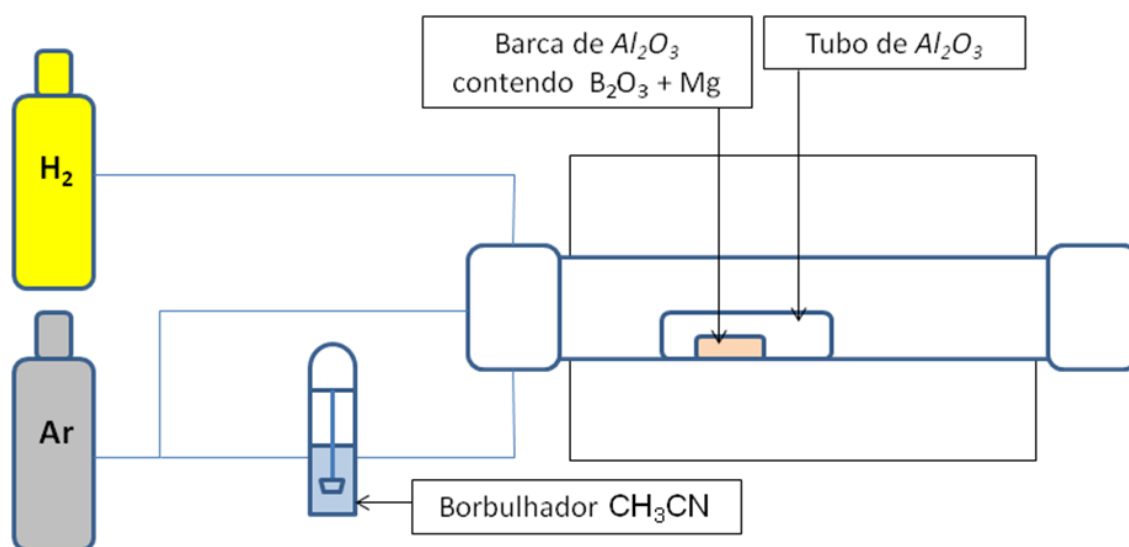 Barca de Al₂O₃
contendo B₂O₃ + Mg
Tubo de Al₂O₃
H₂
Ar
Borbulhador CH₃CN